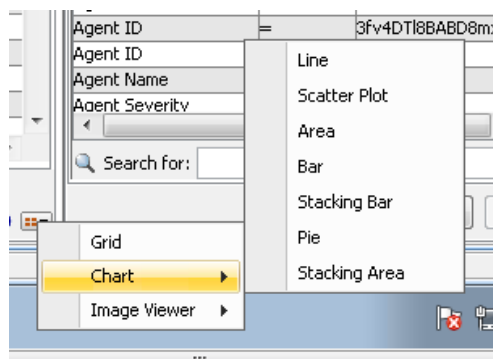 Agent ID = 3fv4DTl8BABD8m
Agent ID
Agent Name
Agent Severity
Search for:
Line
Scatter Plot
Area
Bar
Stacking Bar
Pie
Stacking Area
Grid
Chart
Image Viewer